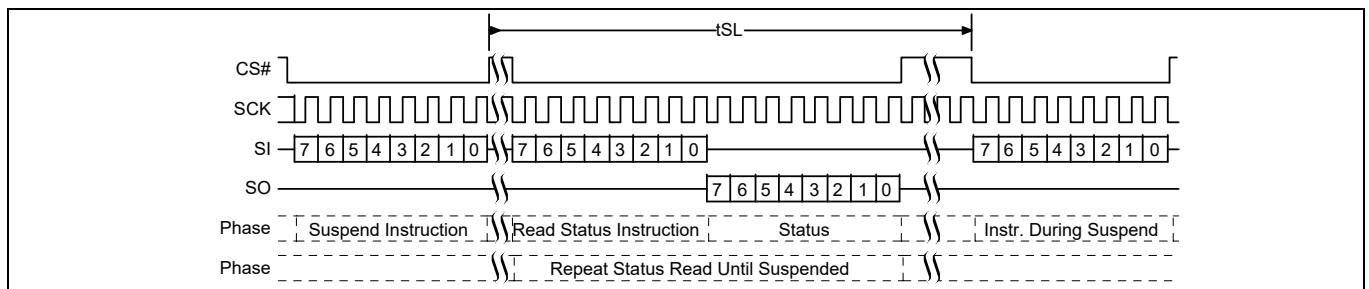 tSL
CS#
SCK
SI 7 6 5 4 3 2 1 0 7 6 5 4 3 2 1 0 7 6 5 4 3 2 1 0
SO 7 6 5 4 3 2 1 0
Phase Suspend Instruction Read Status Instruction Status Instr. During Suspend
Phase Repeat Status Read Until Suspended